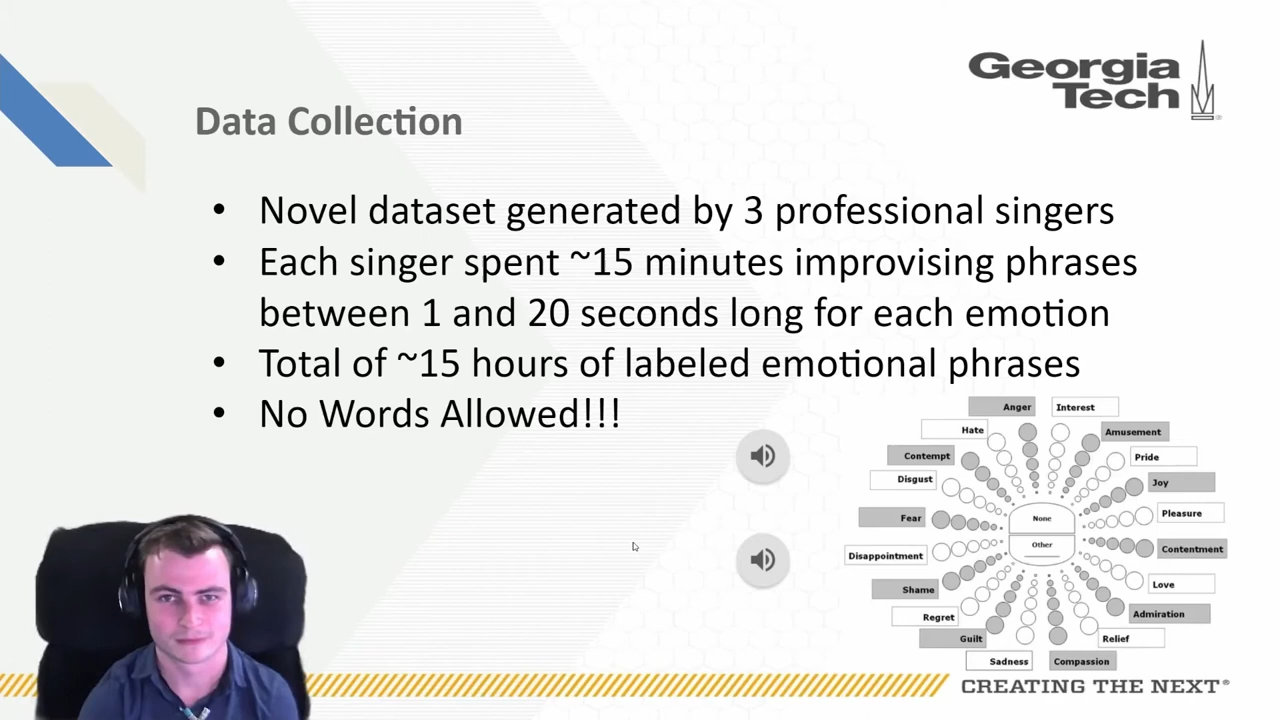 Georgia
Tech
Data Collection
• Novel dataset generated by 3 professional singers
• Each singer spent ~15 minutes improvising phrases
between 1 and 20 seconds long for each emotion
• Total of ~15 hours of labeled emotional phrases
• No Words Allowed!!!
Anger
Interest
Hate
Amusement
Contempt
Pride
Disgust
Joy
Fear
Pleasure
None
Other
Disappointment
Contentment
Shame
Love
Regret
Admiration
Guilt
Relief
Sadness
Compassion
CREATING THE NEXT®